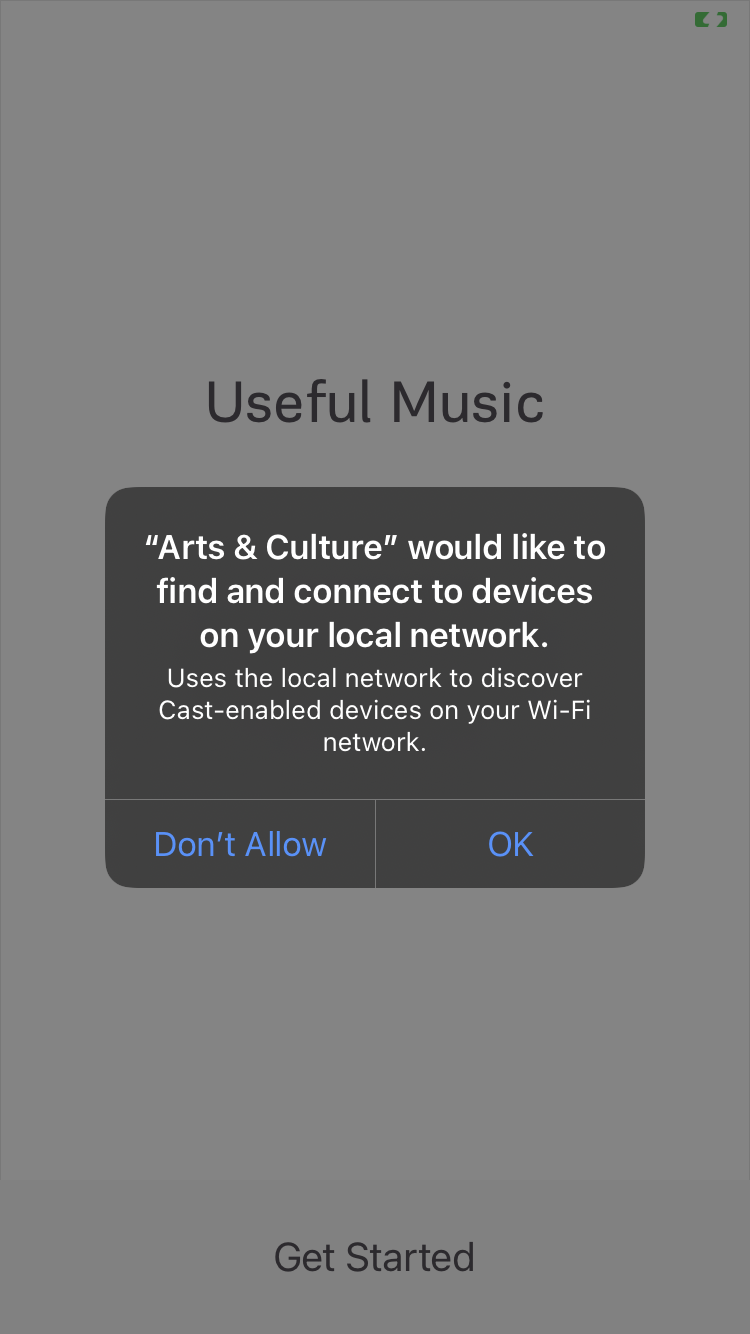 Useful Music
“Arts & Culture” would like to
find and connect to devices
on your local network.
Uses the local network to discover
Cast-enabled devices on your Wi-Fi
network.
Don’t Allow
OK
Get Started